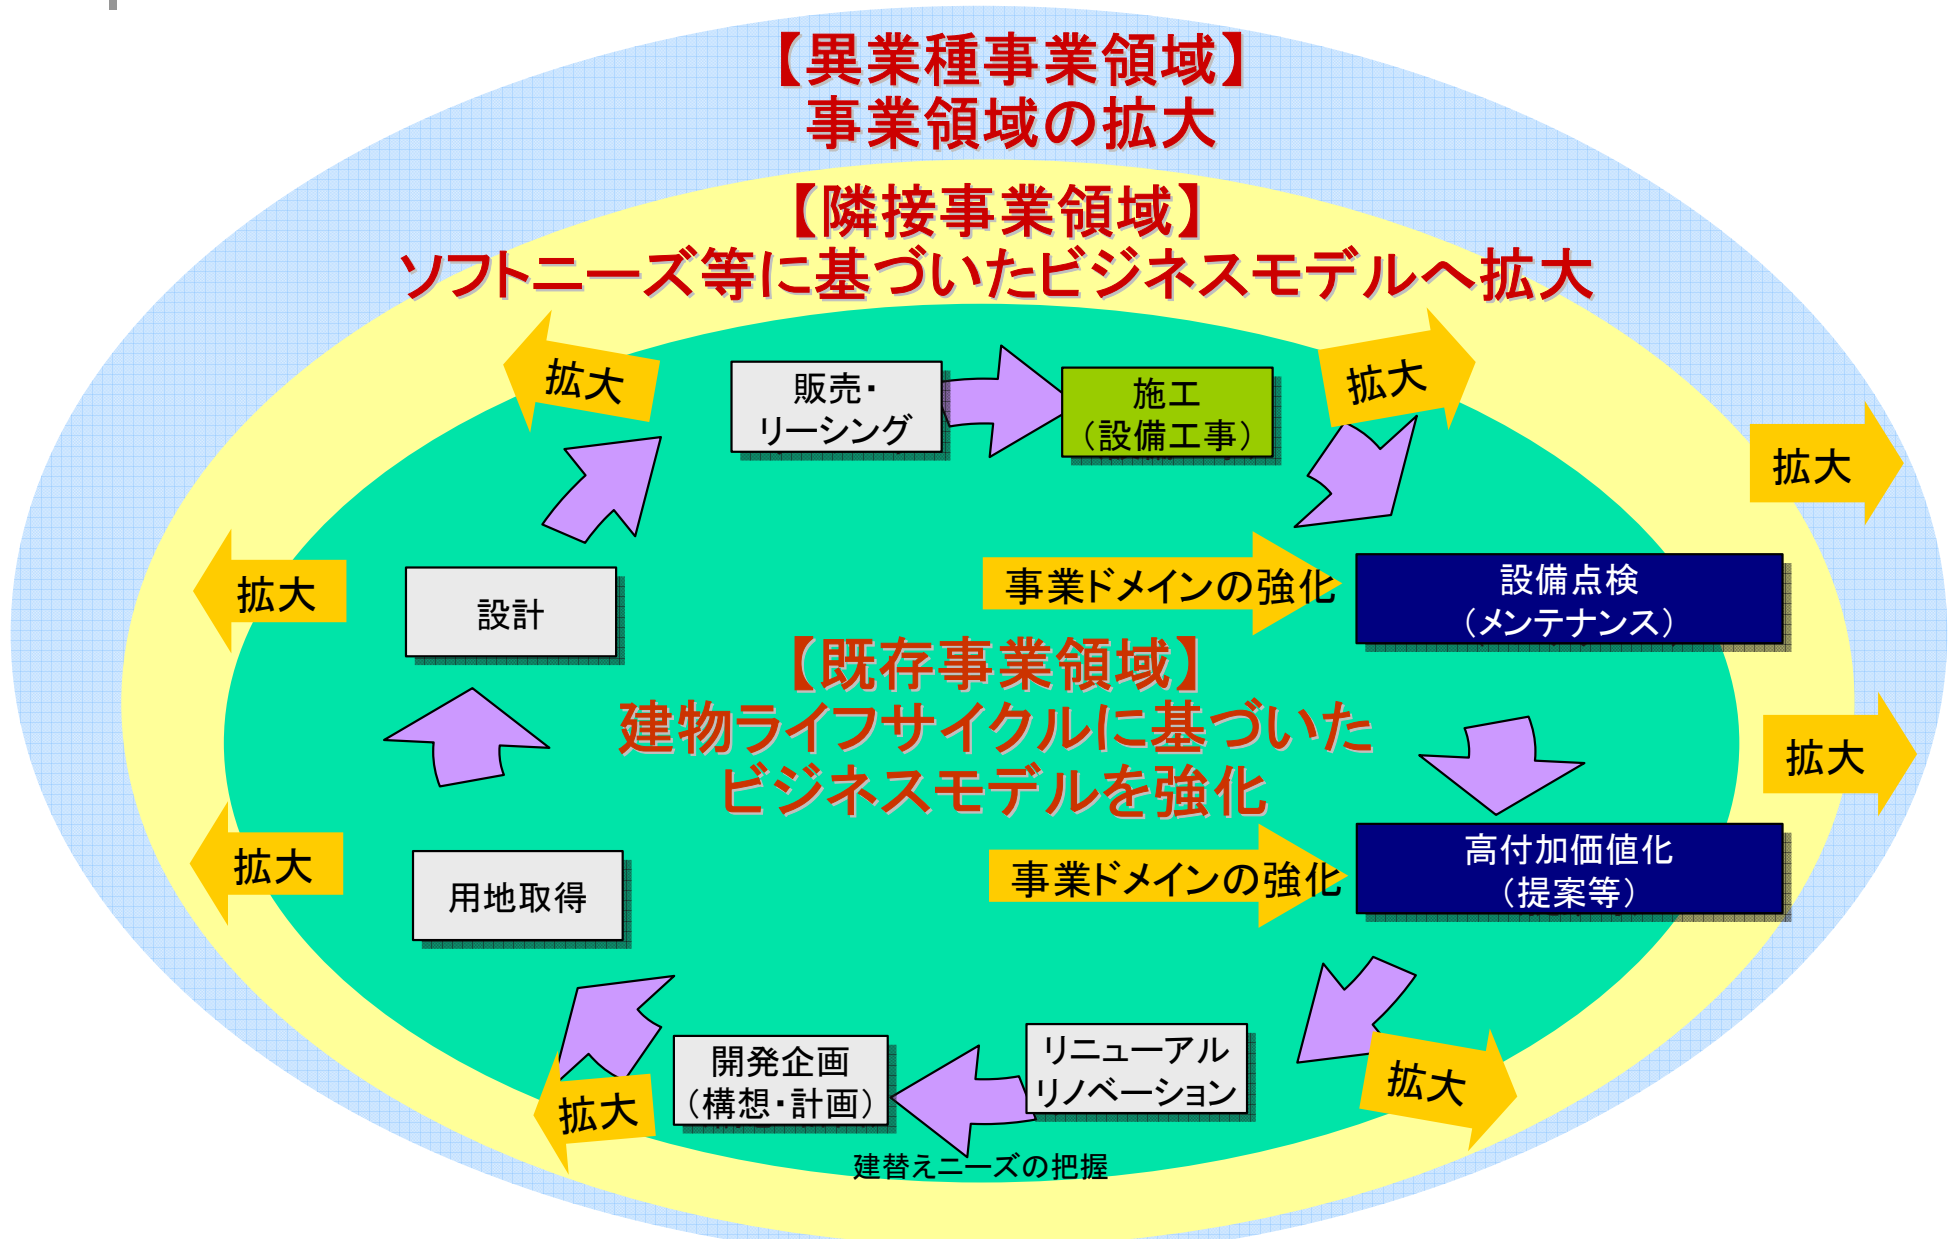 【異業種事業領域】
事業領域の拡大
【隣接事業領域】
ソフトニーズ等に基づいたビジネスモデルへ拡大
拡大
販売・
リーシング
施工
（設備工事）
拡大
拡大
拡大
設計
事業ドメインの強化
設備点検
（メンテナンス）
【既存事業領域】
建物ライフサイクルに基づいた
ビジネスモデルを強化
拡大
拡大
用地取得
事業ドメインの強化
高付加価値化
（提案等）
拡大
開発企画
（構想・計画）
リニューアル
リノベーション
拡大
建替えニーズの把握